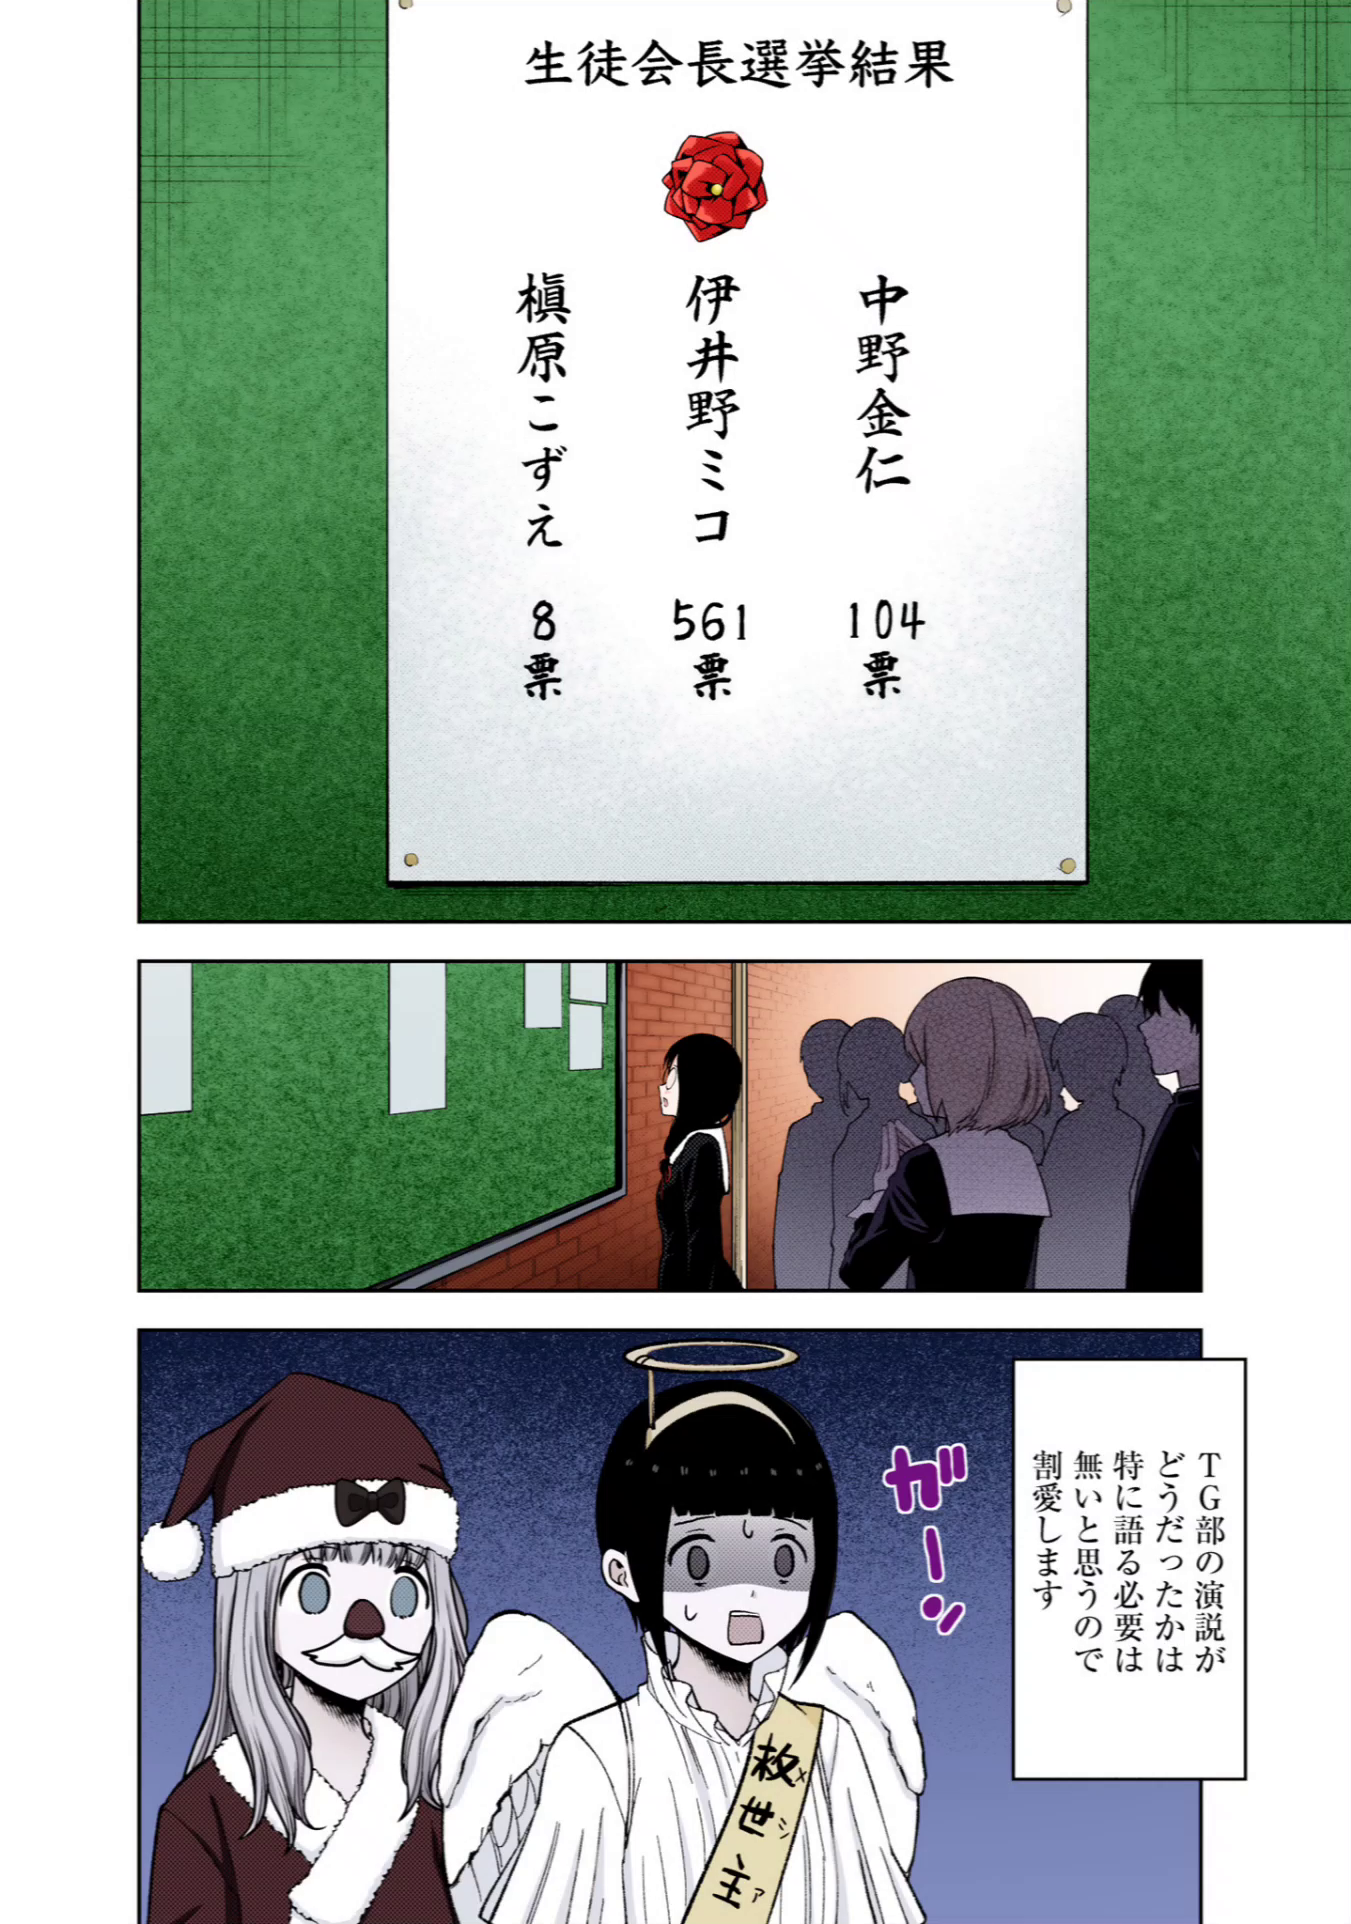 生徒会長選挙結果
中野金仁 104票
伊井野ミコ 561票
槇原こずえ 8票
TG部の演説が
どうだったかは
特に語る必要は
無いと思うので
割愛します
ガーン
救世主
メシア